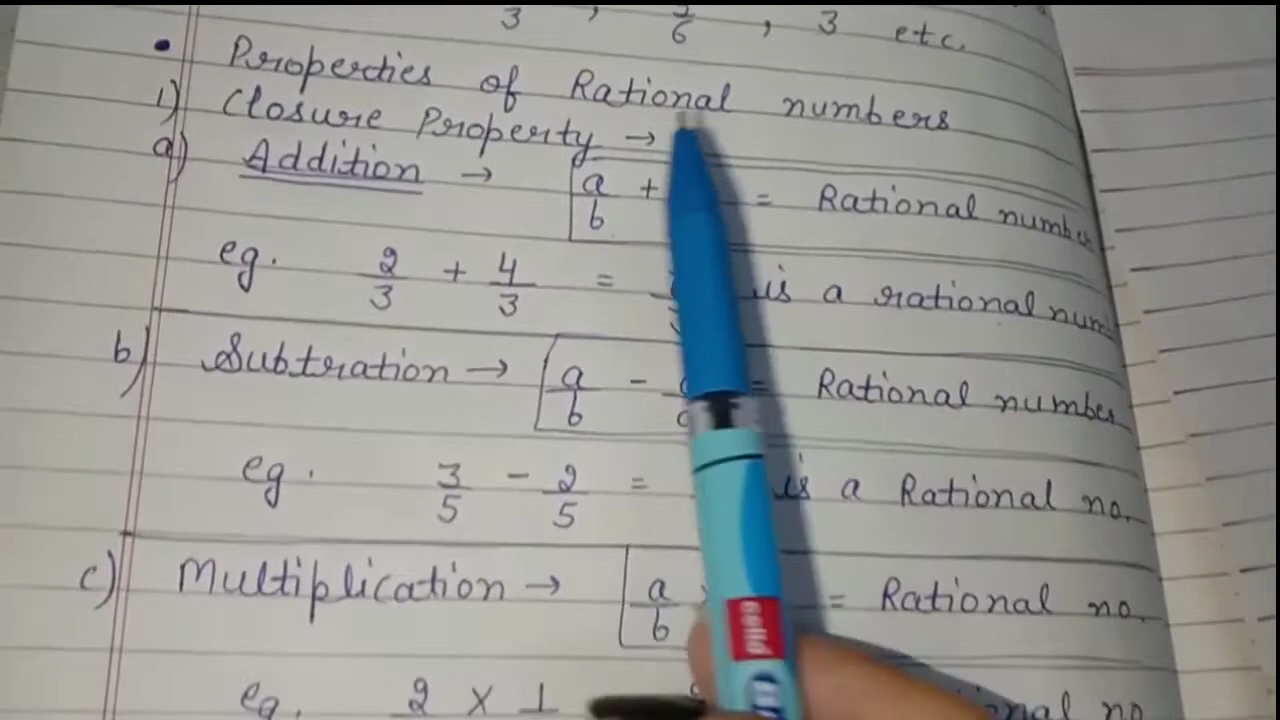 3 , 6 , 3 etc.
• Properties of Rational numbers
1) Closure Property →
a) Addition → a/b + = Rational number
eg. 2/3 + 4/3 = is a rational num
b) Subtration → a/b - = Rational number
eg. 3/5 - 2/5 = is a Rational no.
c) Multiplication → a/b = Rational no.
eg. 2 × 1 no
cello